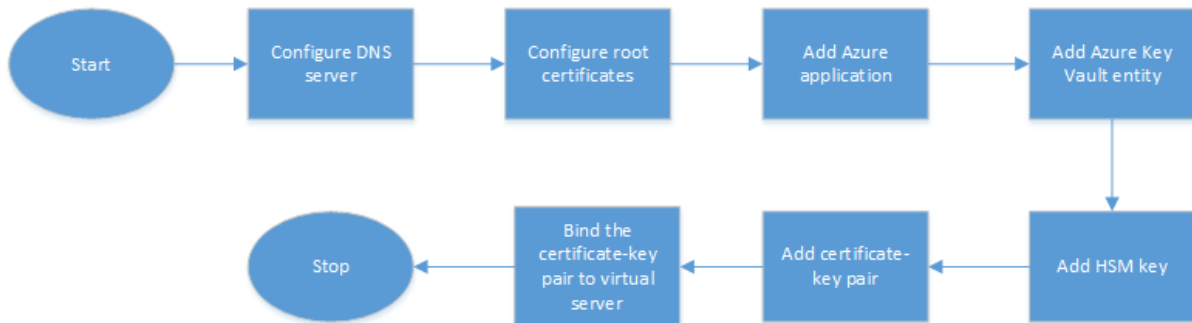 Start
Configure DNS
server
Configure root
certificates
Add Azure
application
Add Azure Key
Vault entity
Stop
Bind the
certificate-key
pair to virtual
server
Add certificate-
key pair
Add HSM key